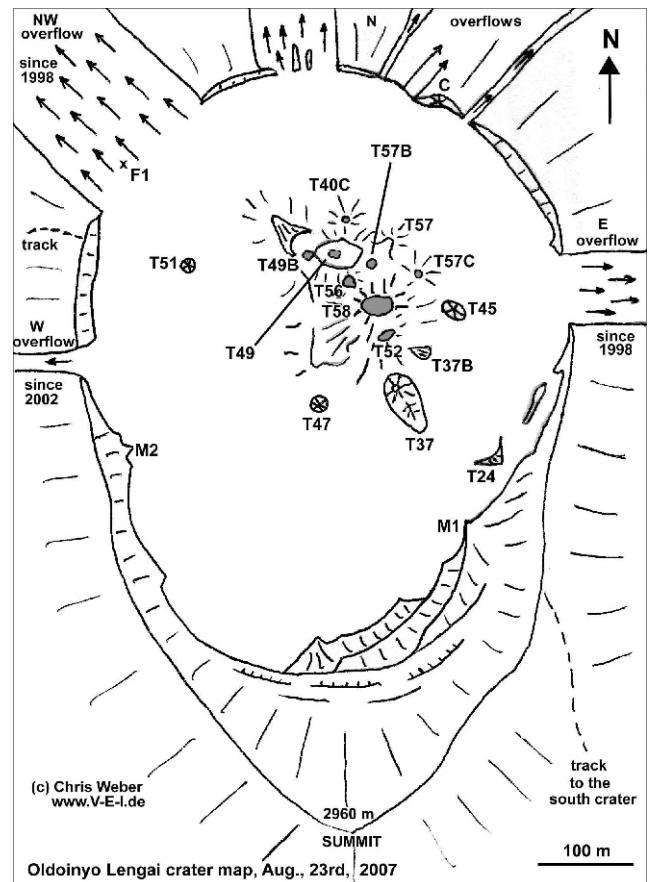 NW
overflow
since
1998
N
overflows
N
C
x F1
T57B
T40C
T57
track
T51
T49B
T57C
E
overflow
T56
T58
T45
W
overflow
since
2002
T49
T52
T37B
since
1998
T47
T37
M2
T24
M1
track
to the
south crater
(c) Chris Weber
www.V-E-I.de
2960 m
SUMMIT
100 m
Oldoinyo Lengai crater map, Aug., 23rd, 2007